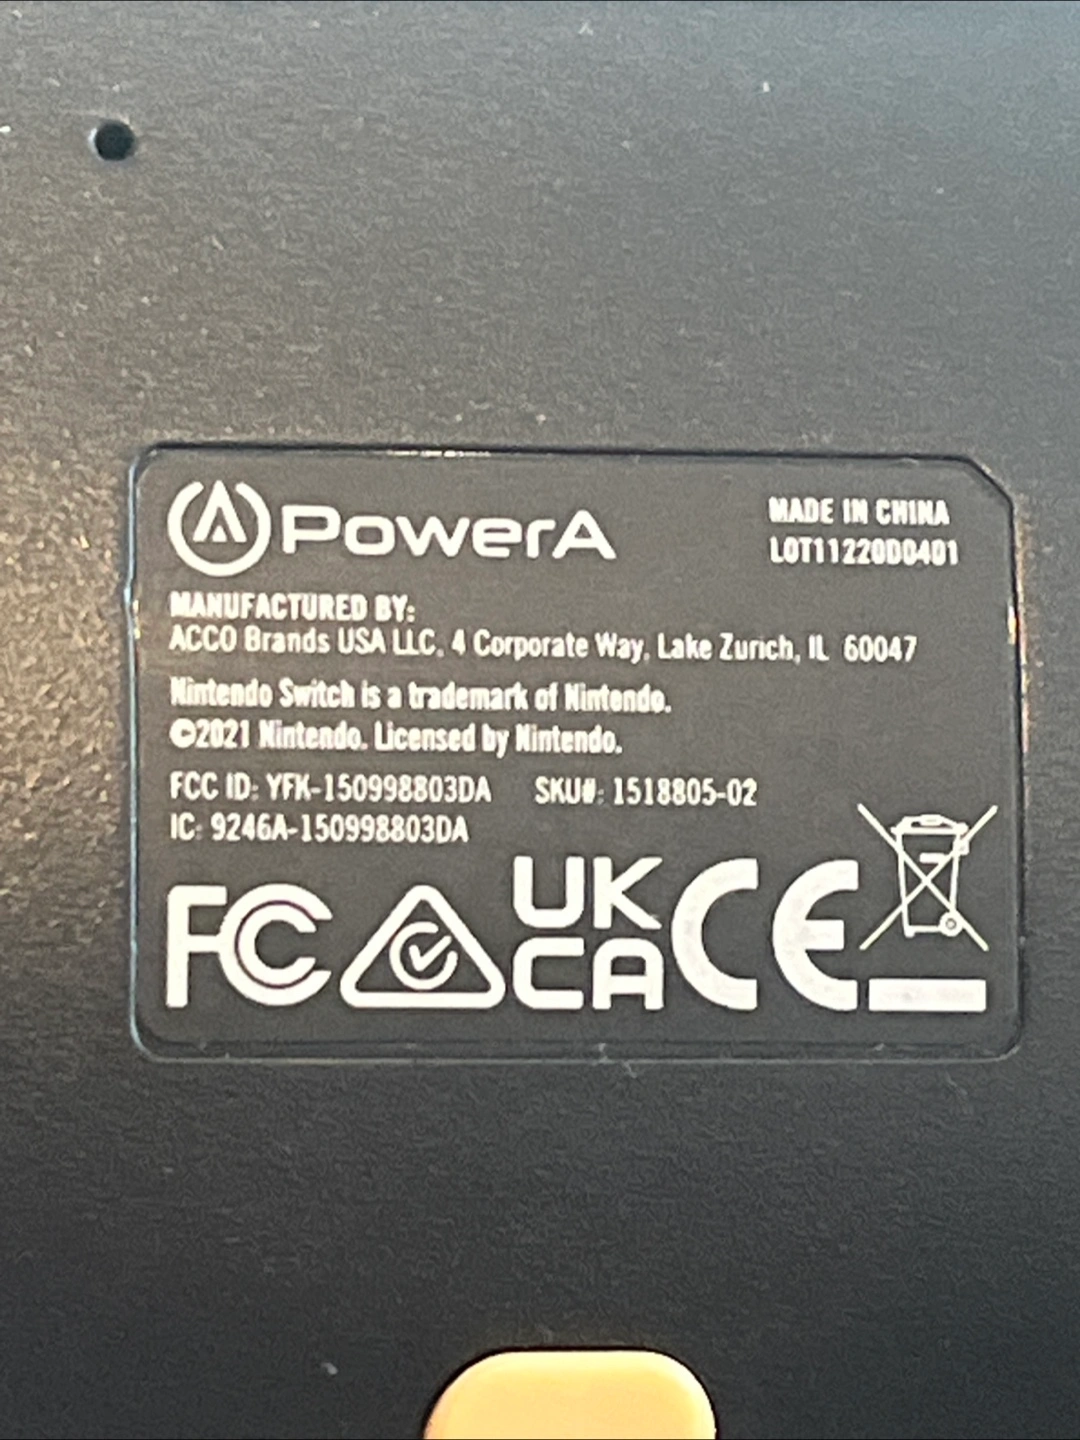 PowerA
MADE IN CHINA
LOT11220D0401
MANUFACTURED BY:
ACCO Brands USA LLC, 4 Corporate Way, Lake Zurich, IL 60047
Nintendo Switch is a trademark of Nintendo.
©2021 Nintendo. Licensed by Nintendo.
FCC ID: YFK-150998803DA SKU#: 1518805-02
IC: 9246A-150998803DA
FC UK CA CE